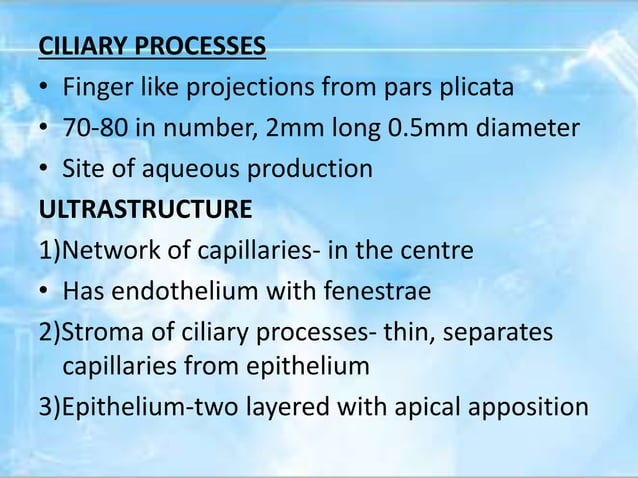 CILIARY PROCESSES
• Finger like projections from pars plicata
• 70-80 in number, 2mm long 0.5mm diameter
• Site of aqueous production
ULTRASTRUCTURE
1)Network of capillaries- in the centre
• Has endothelium with fenestrae
2)Stroma of ciliary processes- thin, separates
capillaries from epithelium
3)Epithelium-two layered with apical apposition